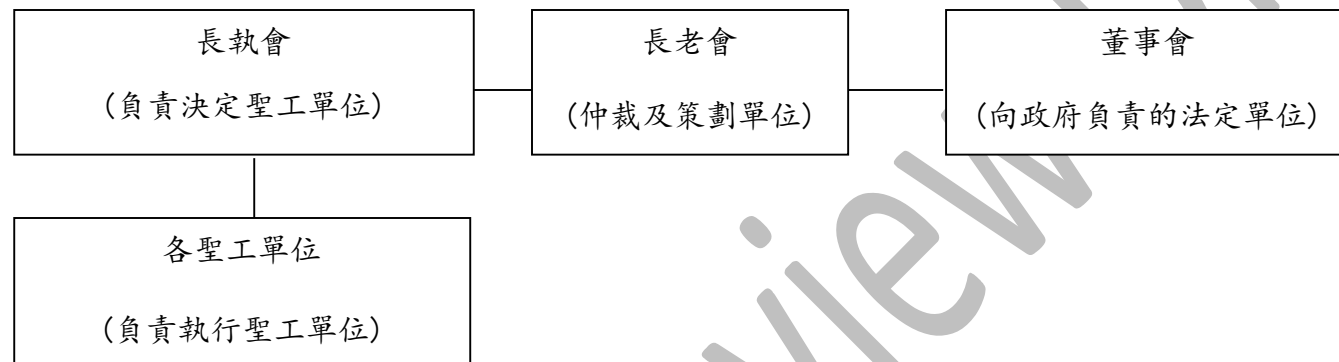 長執會
(負責決定聖工單位)
長老會
(仲裁及策劃單位)
董事會
(向政府負責的法定單位)
各聖工單位
(負責執行聖工單位)
view